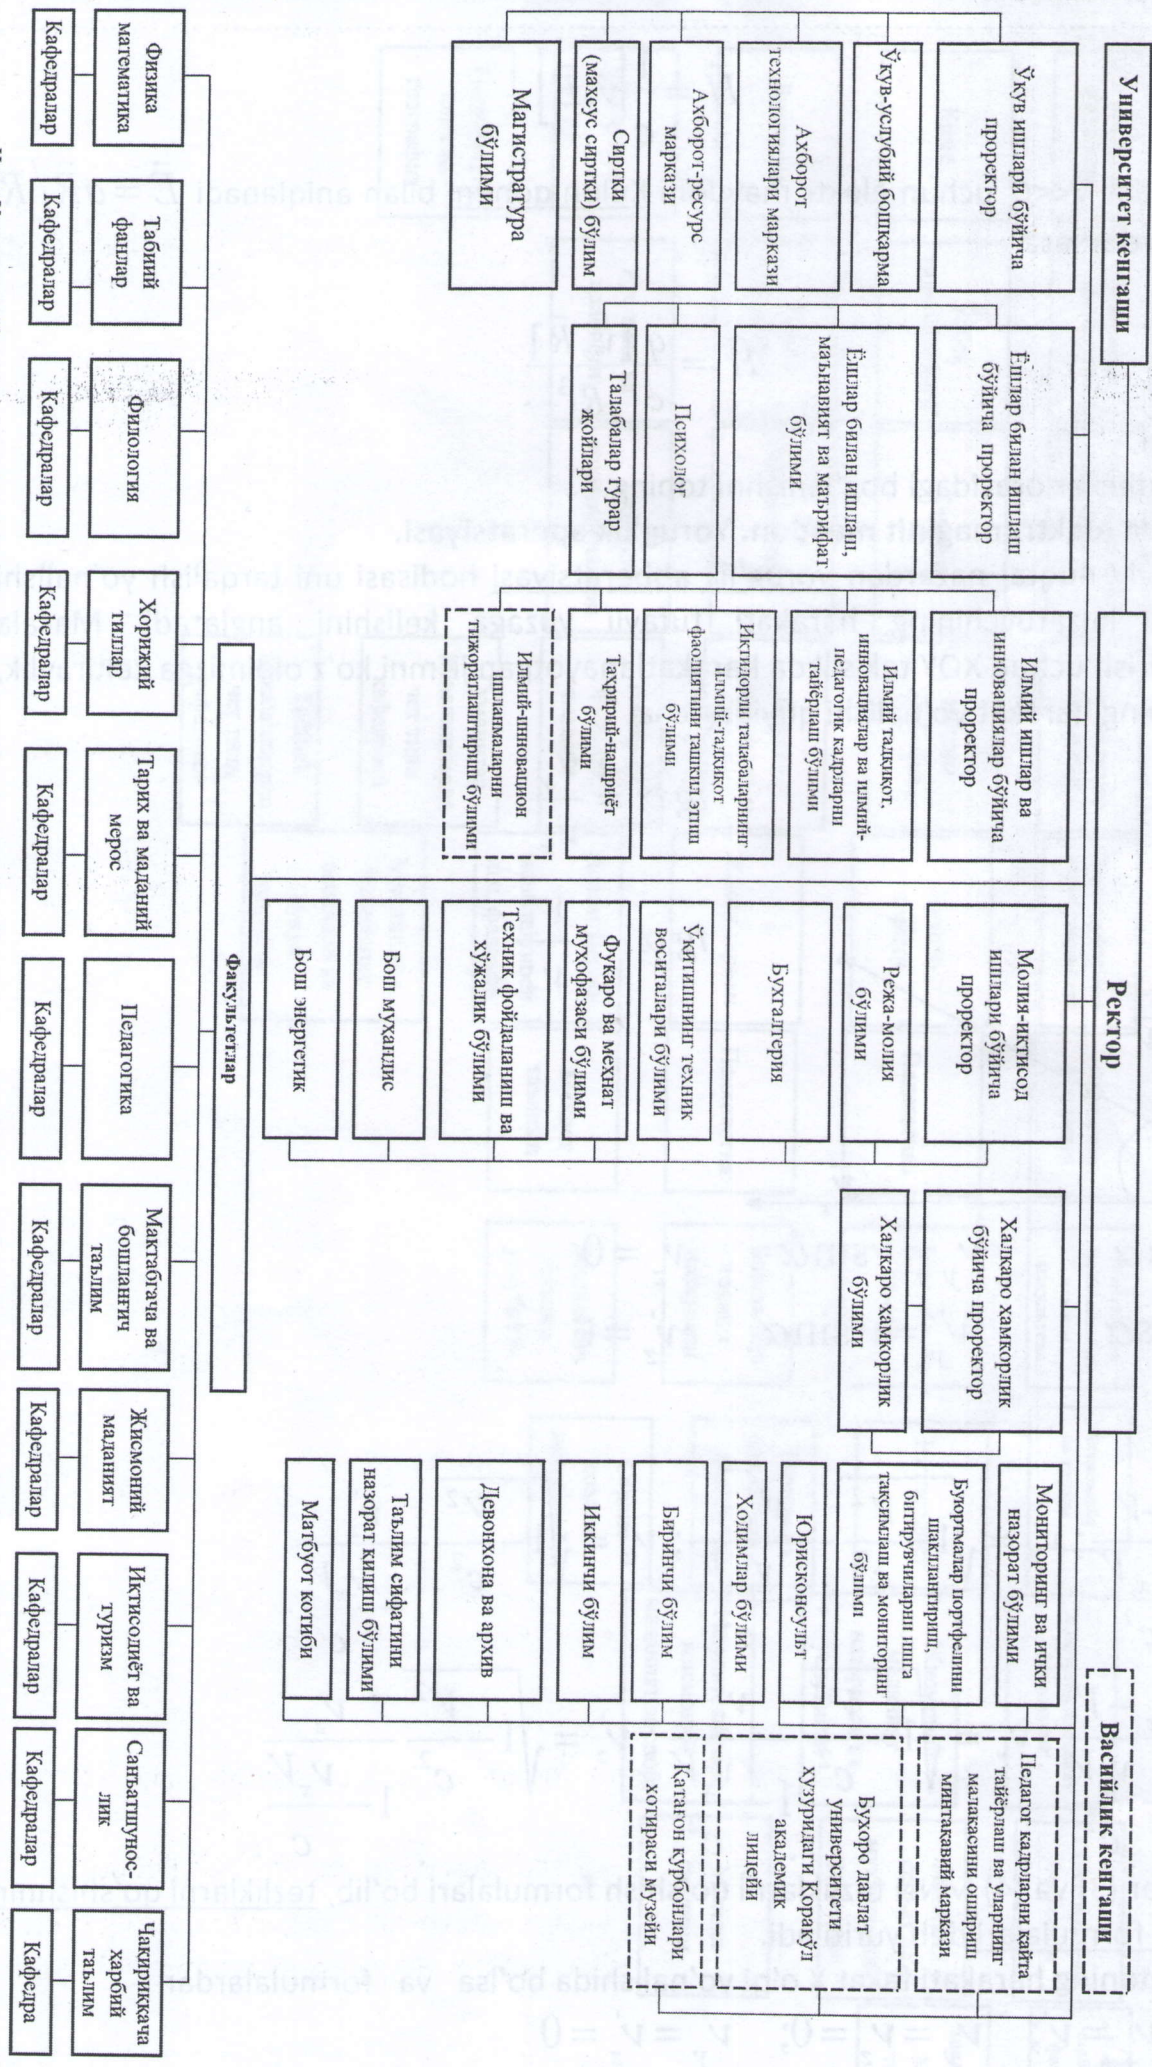 Университет кенгаши
Ректор
Васийлик кенгаши
Ўқув ишлари бўйича
проректор
Ўқув-услубий бошқарма
Ахборот
технологиялари маркази
Ахборот-ресурс
маркази
Сиртқи
(махсус сиртқи) бўлим
Магистратура
бўлими
Ёшлар билан ишлаш
бўйича проректор
Ёшлар билан ишлаш,
маънавият ва маърифат
бўлими
Психолог
Талабалар турар
жойлари
Илмий ишлар ва
инновациялар бўйича
проректор
Илмий тадқиқот,
инновациялар ва илмий-
педагогик кадрларни
тайёрлаш бўлими
Иқтидорли талабаларнинг
илмий-тадқиқот
фаолиятини ташкил этиш
бўлими
Таҳририй-нашриёт
бўлими
Илмий-инновацион
ишланмаларни
тижоратлаштириш бўлими
Молия-иқтисод
ишлари бўйича
проректор
Режа-молия
бўлими
Бухгалтерия
Ўқитишнинг техник
воситалари бўлими
Фуқаро ва меҳнат
муҳофазаси бўлими
Техник фойдаланиш ва
хўжалик бўлими
Бош муҳандис
Бош энергетик
Халқаро ҳамкорлик
бўйича проректор
Халқаро ҳамкорлик
бўлими
Мониторинг ва ички
назорат бўлими
Буюртмалар портфелини
шакллантириш,
битирувчиларни ишга
тақсимлаш ва мониторинг
бўлими
Юрисконсульт
Ходимлар бўлими
Биринчи бўлим
Иккинчи бўлим
Девонхона ва архив
Таълим сифатини
назорат қилиш бўлими
Матбуот котиби
Педагог кадрларни қайта
тайёрлаш ва уларнинг
малакасини ошириш
минтақавий маркази
Бухоро давлат
университети
ҳузуридаги Қоракўл
академик
лицейи
Қатағон қурбонлари
хотираси музейи
Факультетлар
Физика
математика
Табиий
фанлар
Филология
Хорижий
тиллар
Тарих ва маданий
мерос
Педагогика
Мактабгача ва
бошланғич
таълим
Жисмоний
маданият
Иқтисодиёт ва
туризм
Санъатшунос-
лик
Чақириққача
ҳарбий
таълим
Кафедралар
Кафедралар
Кафедралар
Кафедралар
Кафедралар
Кафедралар
Кафедралар
Кафедралар
Кафедралар
Кафедралар
Кафедра